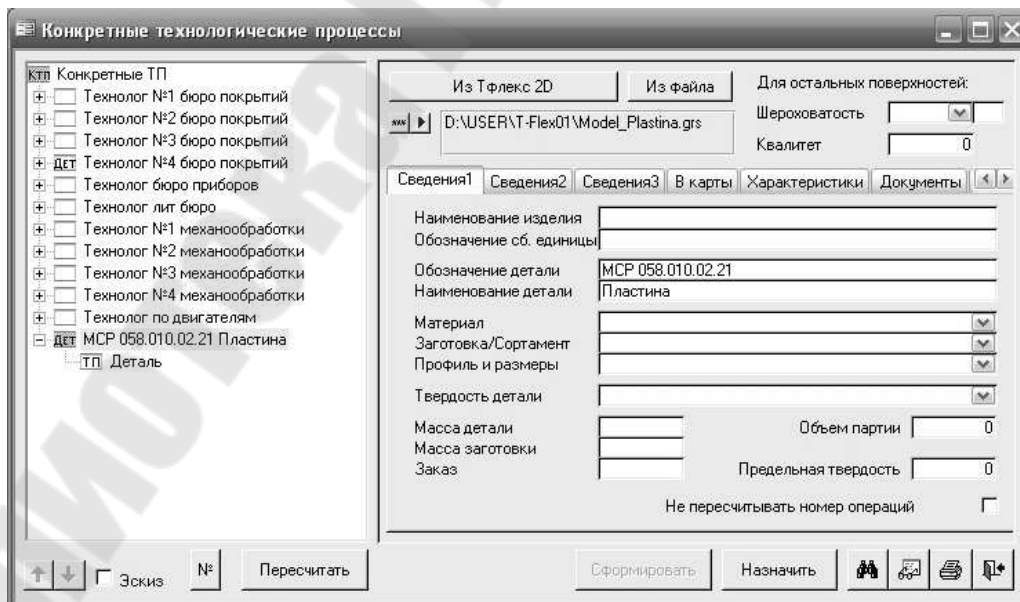 Конкретные технологические процессы
Ктп Конкретные ТП
Технолог №1 бюро покрытий
Технолог №2 бюро покрытий
Технолог №3 бюро покрытий
ДЕТ Технолог №4 бюро покрытий
Технолог бюро приборов
Технолог лит бюро
Технолог №1 механообработки
Технолог №2 механообработки
Технолог №3 механообработки
Технолог №4 механообработки
Технолог по двигателям
ДЕТ МСР 058.010.02.21 Пластина
ТП Деталь
Из Тфлекс 2D Из файла Для остальных поверхностей:
D:\USER\T-Flex01\Model_Plastina.grs
Шероховатость
Квалитет 0
Сведения1 Сведения2 Сведения3 В карты Характеристики Документы
Наименование изделия
Обозначение сб. единицы
Обозначение детали МСР 058.010.02.21
Наименование детали Пластина
Материал
Заготовка/Сортамент
Профиль и размеры
Твердость детали
Масса детали Объем партии 0
Масса заготовки
Заказ Предельная твердость 0
Не пересчитывать номер операций
Эскиз № Пересчитать Сформировать Назначить